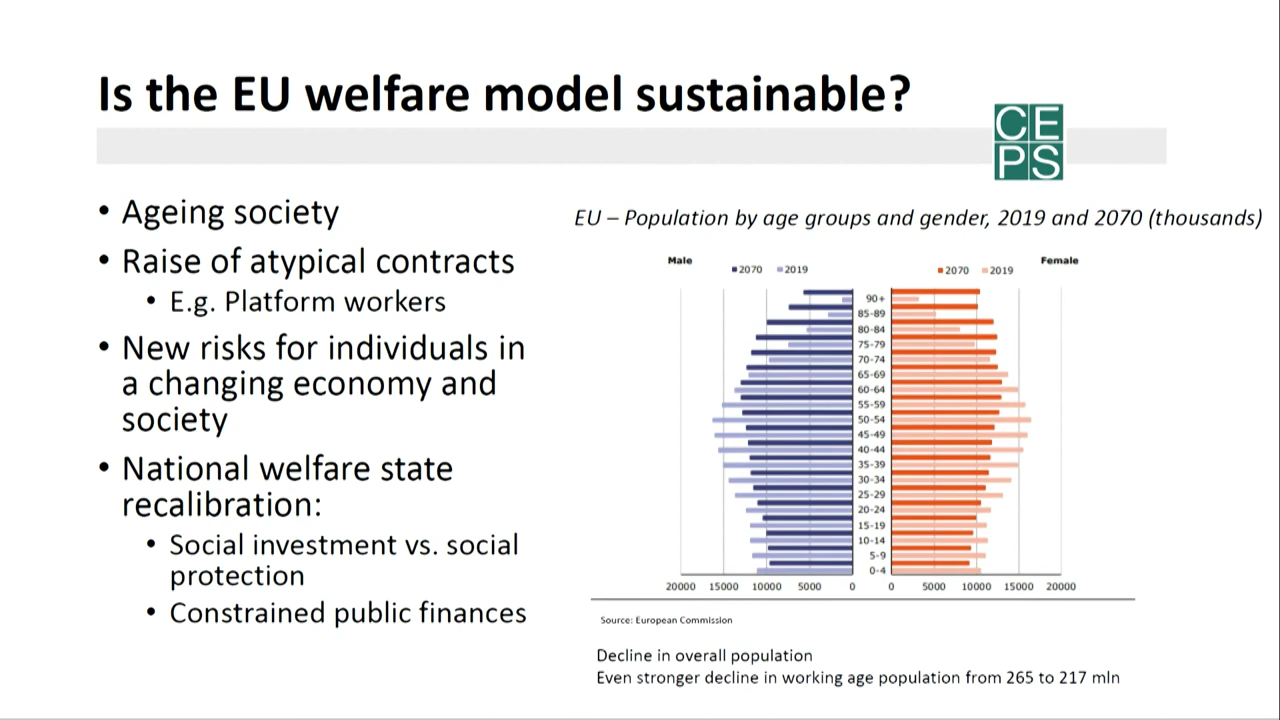 Is the EU welfare model sustainable?
CE
PS
• Ageing society
• Raise of atypical contracts
• E.g. Platform workers
• New risks for individuals in
a changing economy and
society
• National welfare state
recalibration:
• Social investment vs. social
protection
• Constrained public finances
EU – Population by age groups and gender, 2019 and 2070 (thousands)
Male
2070 2019
Female
2070 2019
90+
85-89
80-84
75-79
70-74
65-69
60-64
55-59
50-54
45-49
40-44
35-39
30-34
25-29
20-24
15-19
10-14
5-9
0-4
20000 15000 10000 5000 0 0 5000 10000 15000 20000
Source: European Commission
Decline in overall population
Even stronger decline in working age population from 265 to 217 mln